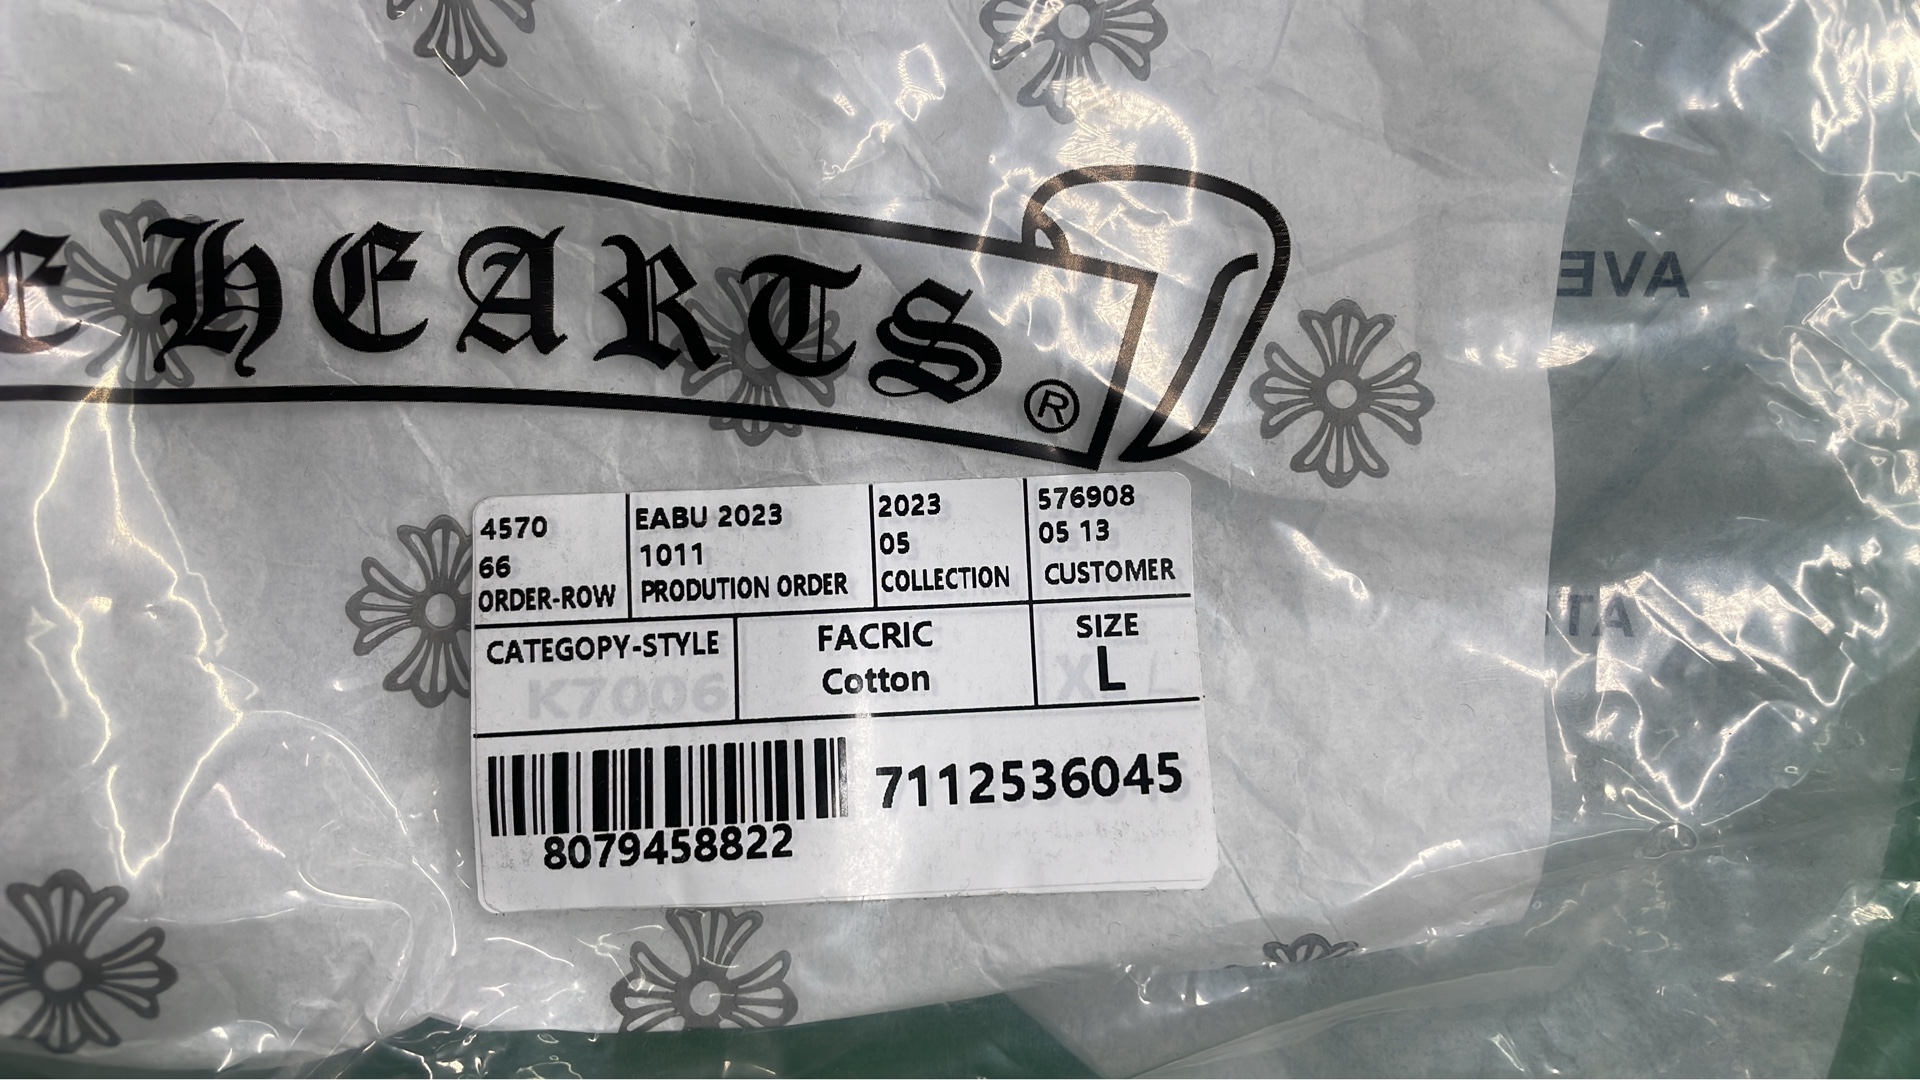 E HEARTS
®
4570
66
ORDER-ROW
EABU 2023
1011
PRODUTION ORDER
2023
05
COLLECTION
576908
05 13
CUSTOMER
CATEGOPY-STYLE
K7006
FACRIC
Cotton
SIZE
L
7112536045
8079458822
AVE